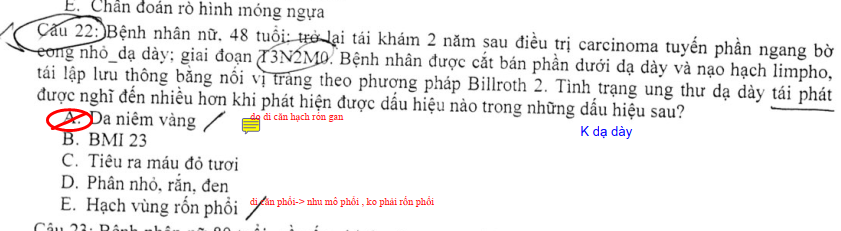 E. Chẩn đoán rò hình móng ngựa
Câu 22: Bệnh nhân nữ, 48 tuổi; trở lại tái khám 2 năm sau điều trị carcinoma tuyến phần ngang bờ
cong nhỏ dạ dày; giai đoạn T3N2M0. Bệnh nhân được cắt bán phần dưới dạ dày và nạo hạch limpho,
tái lập lưu thông bằng nối vị tràng theo phương pháp Billroth 2. Tình trạng ung thư dạ dày tái phát
được nghĩ đến nhiều hơn khi phát hiện được dấu hiệu nào trong những dấu hiệu sau?
A. Da niêm vàng
do di căn hạch rốn gan
K dạ dày
B. BMI 23
C. Tiêu ra máu đỏ tươi
D. Phân nhỏ, rắn, đen
E. Hạch vùng rốn phổi
di căn phổi-> nhu mô phổi , ko phải rốn phổi